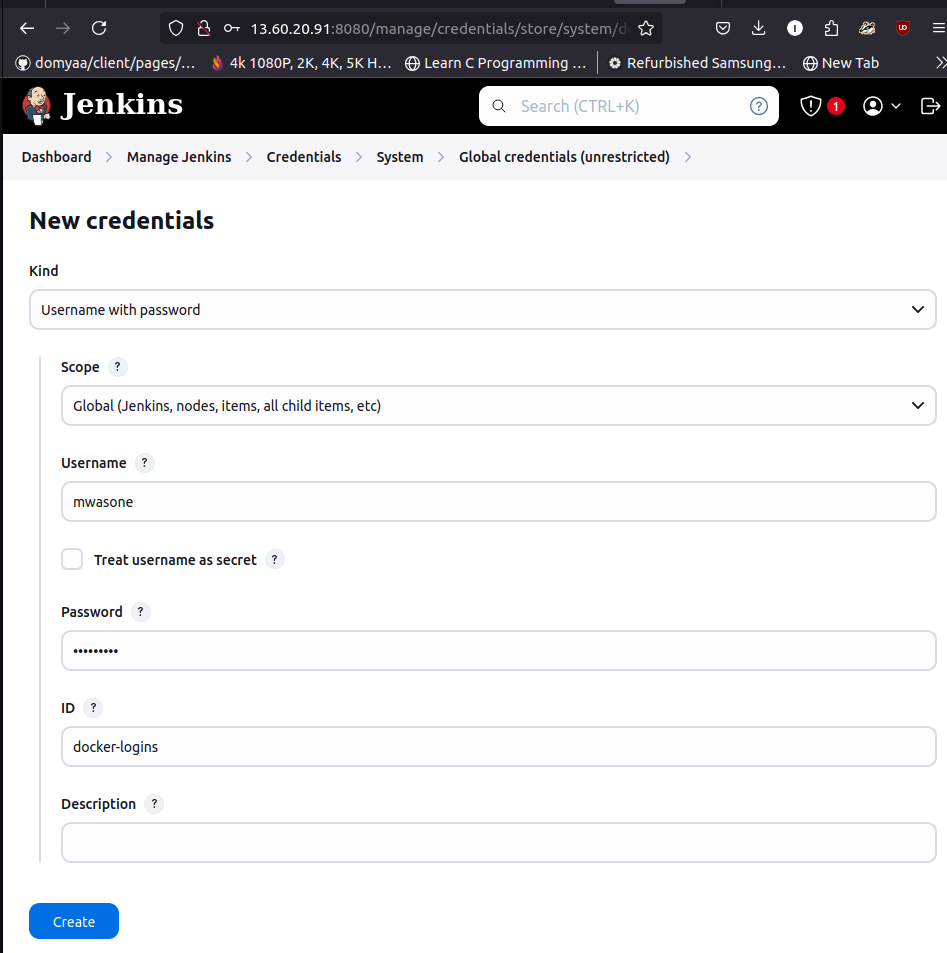 13.60.20.91:8080/manage/credentials/store/system/d
domyaa/client/pages/... 4k 1080P, 2K, 4K, 5K H... Learn C Programming ... Refurbished Samsung... New Tab
Jenkins Search (CTRL+K) ? 1
Dashboard Manage Jenkins Credentials System Global credentials (unrestricted)
New credentials
Kind
Username with password
Scope ?
Global (Jenkins, nodes, items, all child items, etc)
Username ?
mwasone
Treat username as secret ?
Password ?
•••••••••
ID ?
docker-logins
Description ?
Create